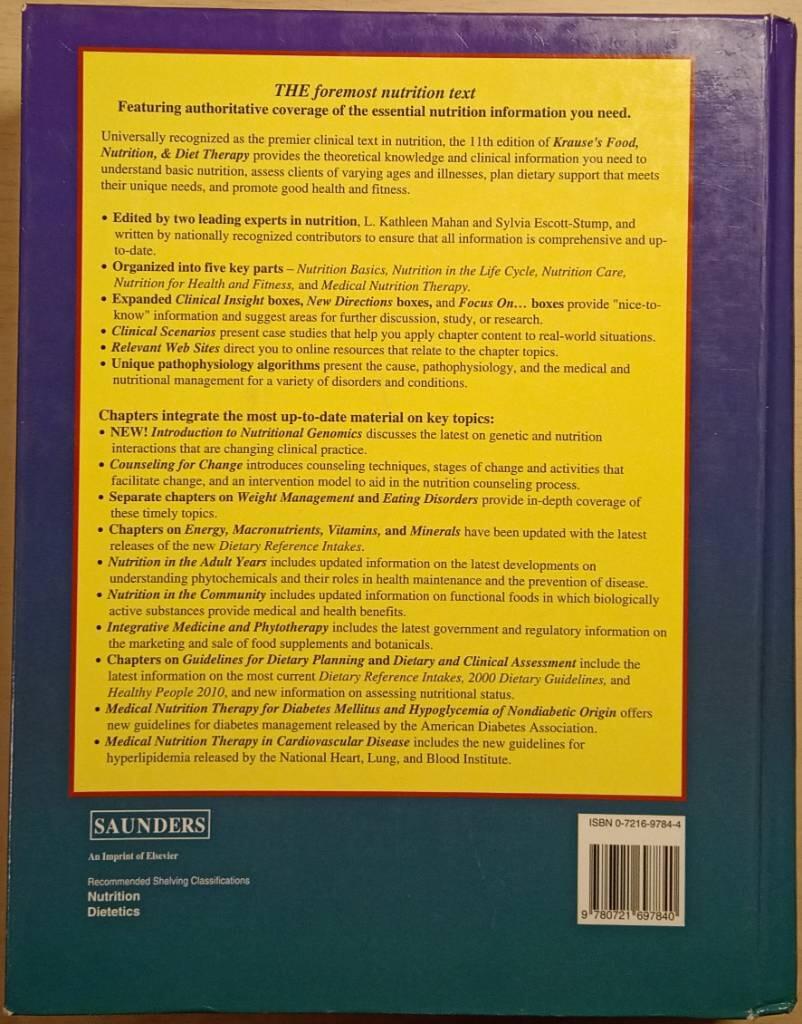 THE foremost nutrition text
Featuring authoritative coverage of the essential nutrition information you need.
Universally recognized as the premier clinical text in nutrition, the 11th edition of Krause's Food,
Nutrition, & Diet Therapy provides the theoretical knowledge and clinical information you need to
understand basic nutrition, assess clients of varying ages and illnesses, plan dietary support that meets
their unique needs, and promote good health and fitness.
• Edited by two leading experts in nutrition, L. Kathleen Mahan and Sylvia Escott-Stump, and
written by nationally recognized contributors to ensure that all information is comprehensive and up-
to-date.
• Organized into five key parts – Nutrition Basics, Nutrition in the Life Cycle, Nutrition Care,
Nutrition for Health and Fitness, and Medical Nutrition Therapy.
• Expanded Clinical Insight boxes, New Directions boxes, and Focus On... boxes provide "nice-to-
know" information and suggest areas for further discussion, study, or research.
• Clinical Scenarios present case studies that help you apply chapter content to real-world situations.
• Relevant Web Sites direct you to online resources that relate to the chapter topics.
• Unique pathophysiology algorithms present the cause, pathophysiology, and the medical and
nutritional management for a variety of disorders and conditions.
Chapters integrate the most up-to-date material on key topics:
• NEW! Introduction to Nutritional Genomics discusses the latest on genetic and nutrition
interactions that are changing clinical practice.
• Counseling for Change introduces counseling techniques, stages of change and activities that
facilitate change, and an intervention model to aid in the nutrition counseling process.
• Separate chapters on Weight Management and Eating Disorders provide in-depth coverage of
these timely topics.
• Chapters on Energy, Macronutrients, Vitamins, and Minerals have been updated with the latest
releases of the new Dietary Reference Intakes.
• Nutrition in the Adult Years includes updated information on the latest developments on
understanding phytochemicals and their roles in health maintenance and the prevention of disease.
• Nutrition in the Community includes updated information on functional foods in which biologically
active substances provide medical and health benefits.
• Integrative Medicine and Phytotherapy includes the latest government and regulatory information on
the marketing and sale of food supplements and botanicals.
• Chapters on Guidelines for Dietary Planning and Dietary and Clinical Assessment include the
latest information on the most current Dietary Reference Intakes, 2000 Dietary Guidelines, and
Healthy People 2010, and new information on assessing nutritional status.
• Medical Nutrition Therapy for Diabetes Mellitus and Hypoglycemia of Nondiabetic Origin offers
new guidelines for diabetes management released by the American Diabetes Association.
• Medical Nutrition Therapy in Cardiovascular Disease includes the new guidelines for
hyperlipidemia released by the National Heart, Lung, and Blood Institute.
SAUNDERS
An Imprint of Elsevier
Recommended Shelving Classifications
Nutrition
Dietetics
ISBN 0-7216-9784-4
9 780721 697840